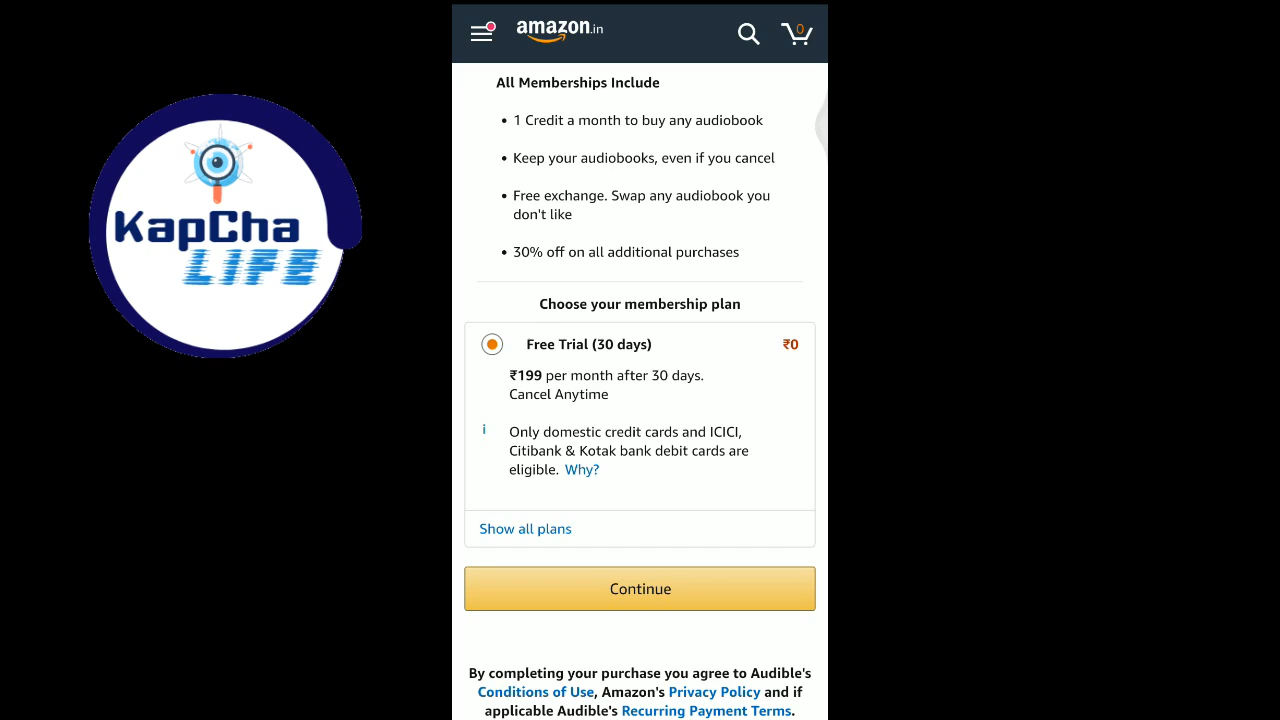 KapCha
LIFE
amazon.in
0
All Memberships Include
• 1 Credit a month to buy any audiobook
• Keep your audiobooks, even if you cancel
• Free exchange. Swap any audiobook you
don't like
• 30% off on all additional purchases
Choose your membership plan
Free Trial (30 days) ₹0
₹199 per month after 30 days.
Cancel Anytime
i Only domestic credit cards and ICICI,
Citibank & Kotak bank debit cards are
eligible. Why?
Show all plans
Continue
By completing your purchase you agree to Audible's
Conditions of Use, Amazon's Privacy Policy and if
applicable Audible's Recurring Payment Terms.